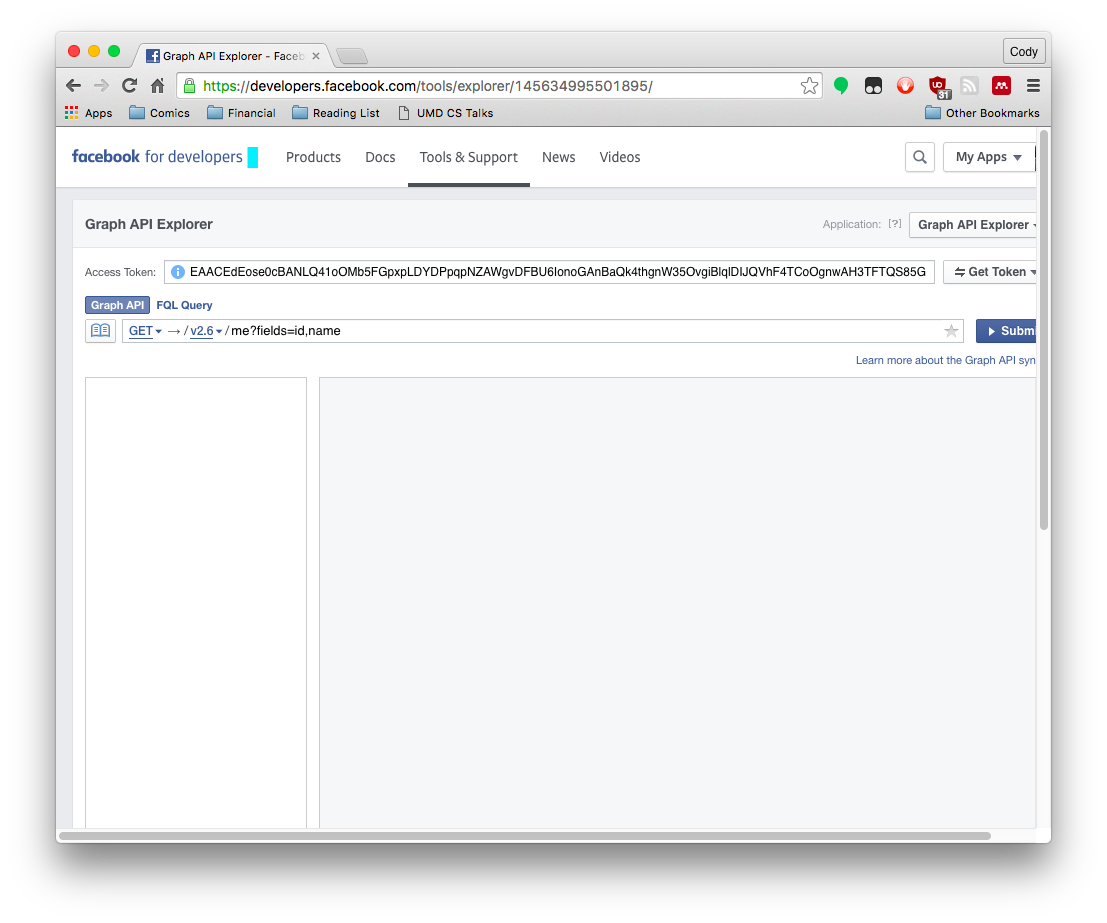 Graph API Explorer - Faceb
Cody
https://developers.facebook.com/tools/explorer/145634995501895/
31
Apps Comics Financial Reading List UMD CS Talks Other Bookmarks
facebook for developers Products Docs Tools & Support News Videos My Apps
Graph API Explorer Application: [?] Graph API Explorer
Access Token: EAACEdEose0cBANLQ41oOMb5FGpxpLDYDPpqpNZAWgvDFBU6IonoGAnBaQk4thgnW35OvgiBlqlDIJQVhF4TCoOgnwAH3TFTQS85G Get Token
Graph API FQL Query
GET → / v2.6 / me?fields=id,name Subm
Learn more about the Graph API syn